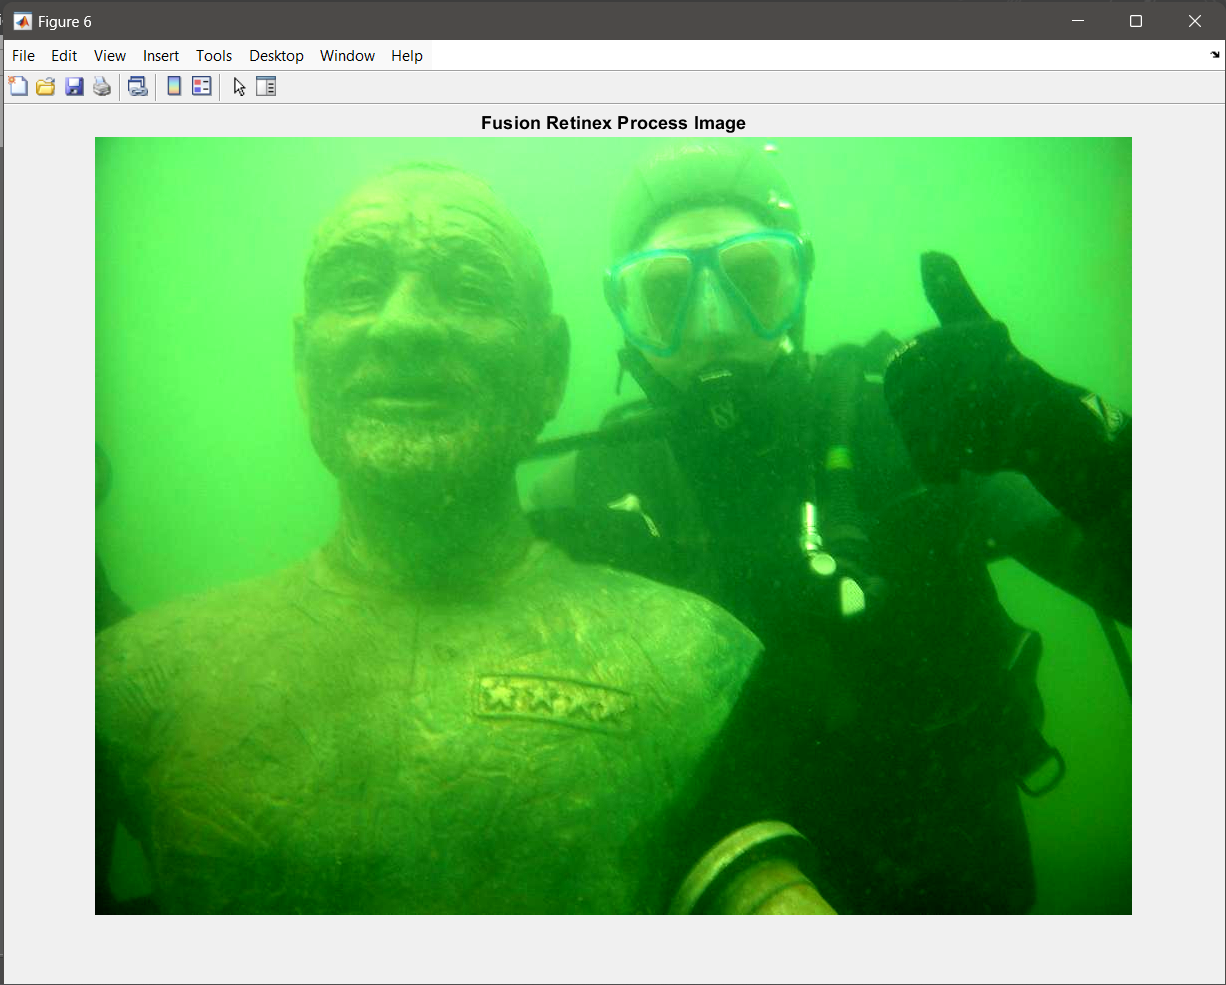 Figure 6
File Edit View Insert Tools Desktop Window Help
Fusion Retinex Process Image